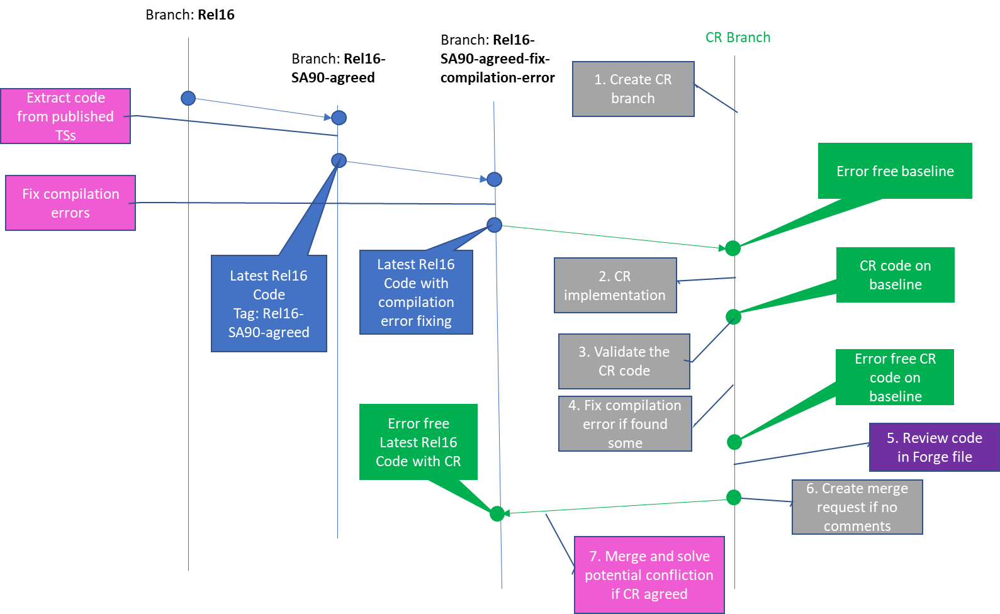 Branch: Rel16
Branch: Rel16-
SA90-agreed
Branch: Rel16-
SA90-agreed-fix-
compilation-error
CR Branch
1. Create CR
branch
Extract code
from published
TSs
Error free baseline
Fix compilation
errors
Latest Rel16
Code
Tag: Rel16-
SA90-agreed
Latest Rel16
Code with
compilation
error fixing
2. CR
implementation
CR code on
baseline
3. Validate the
CR code
Error free CR
code on
baseline
4. Fix compilation
error if found
some
Error free
Latest Rel16
Code with CR
5. Review code
in Forge file
6. Create merge
request if no
comments
7. Merge and solve
potential confliction
if CR agreed